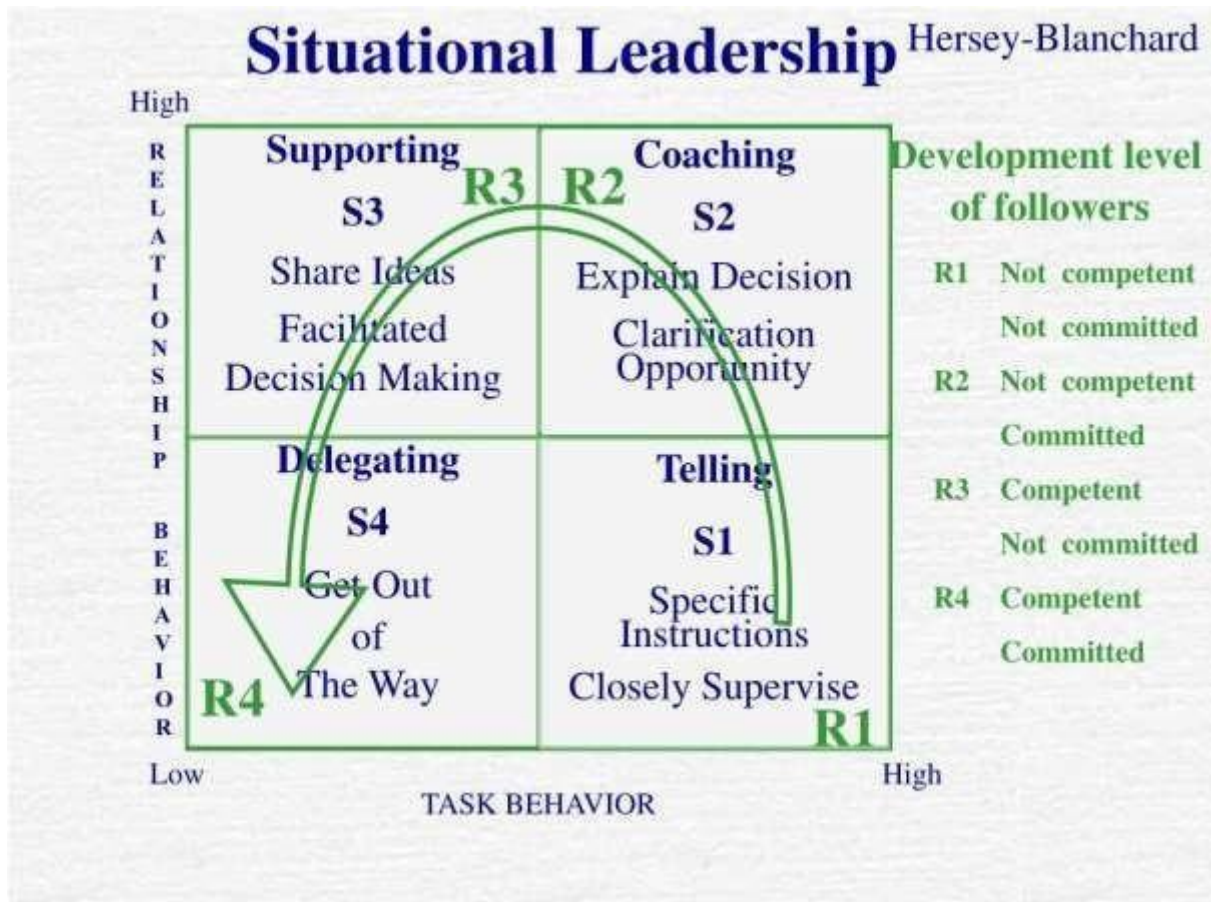 Situational Leadership
Hersey-Blanchard
High
RELATIONSHIP BEHAVIOR
Supporting
R3
S3
Share Ideas
Facilitated
Decision Making
Coaching
R2
S2
Explain Decision
Clarification
Opportunity
Delegating
S4
Get Out
of
The Way
R4
Telling
S1
Specific
Instructions
Closely Supervise
R1
Low
High
TASK BEHAVIOR
Development level
of followers
R1 Not competent
Not committed
R2 Not competent
Committed
R3 Competent
Not committed
R4 Competent
Committed